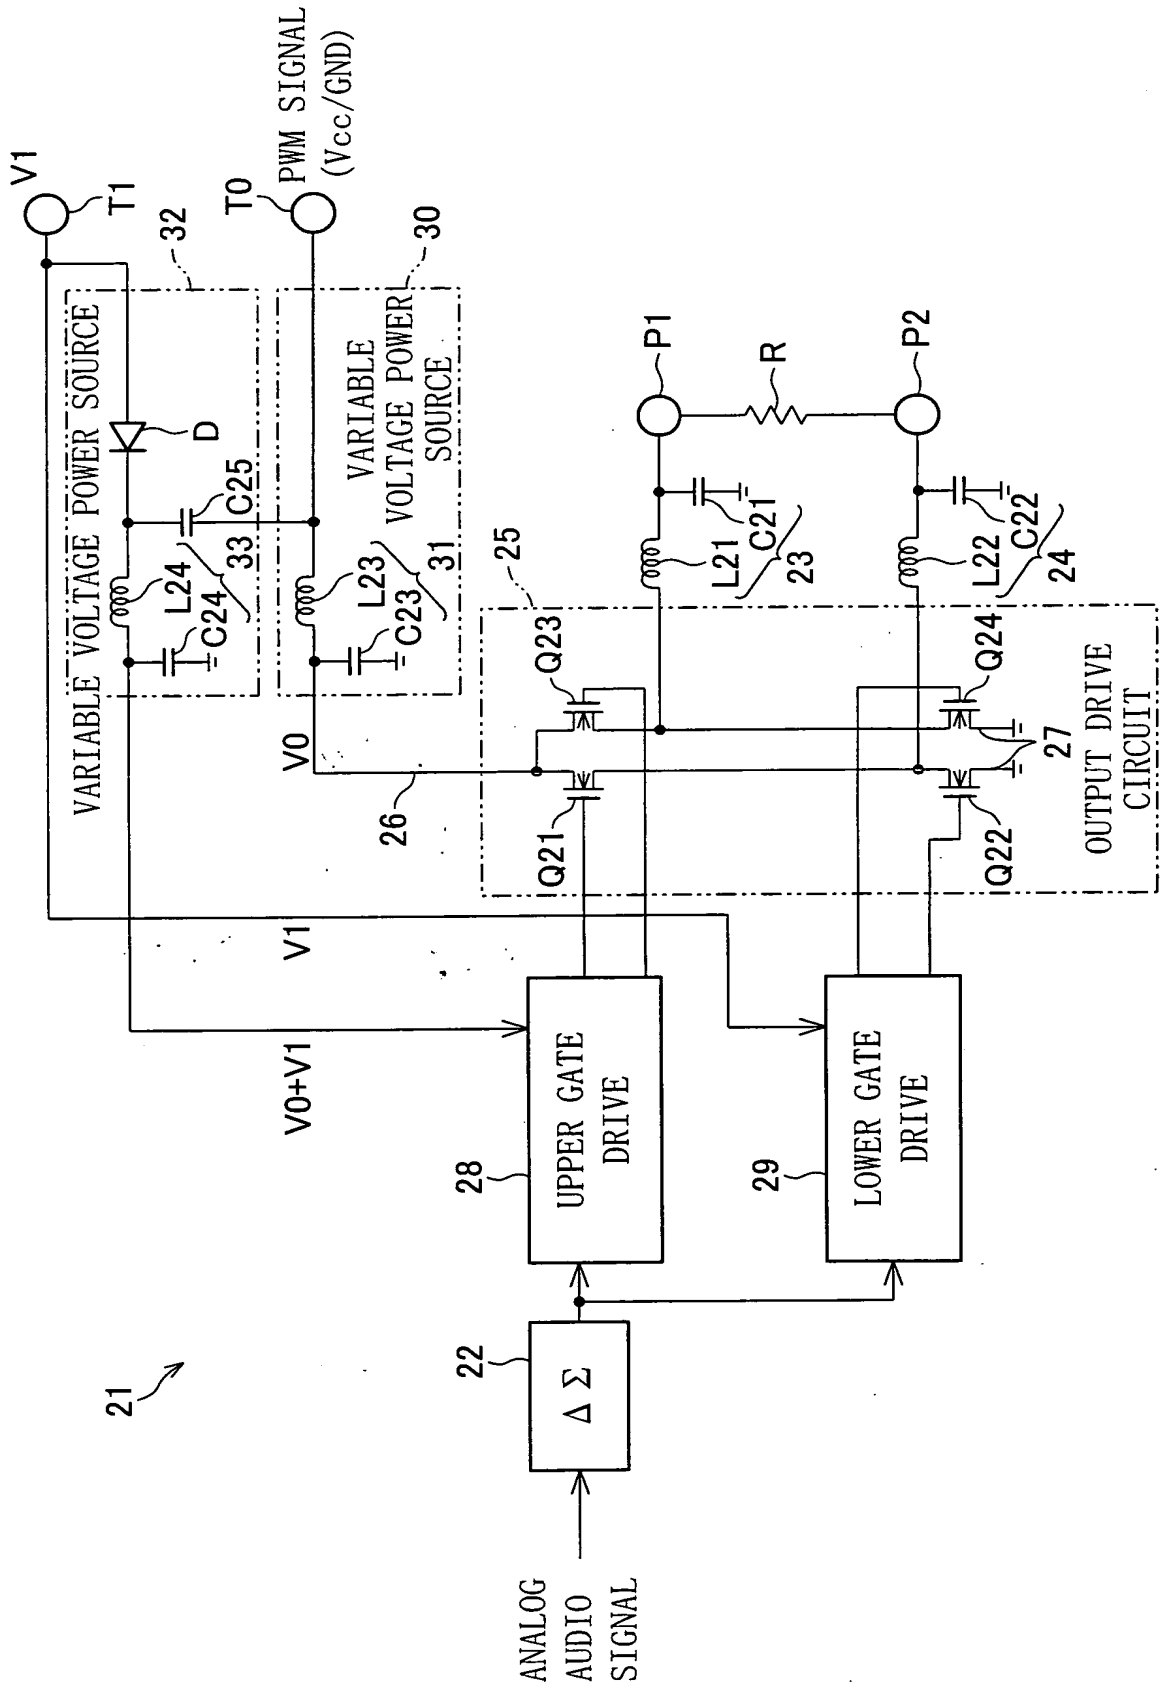 21
ANALOG
AUDIO
SIGNAL
22
Δ Σ
28
UPPER GATE
DRIVE
29
LOWER GATE
DRIVE
V0+V1
V1
26
V0
VARIABLE VOLTAGE POWER SOURCE
L24
C24
33
C25
D
32
V1
T1
T0
PWM SIGNAL
(Vcc/GND)
30
VARIABLE
VOLTAGE POWER
SOURCE
L23
C23
31
25
Q21
Q23
Q22
Q24
27
OUTPUT DRIVE
CIRCUIT
L21
C21
23
L22
C22
24
P1
R
P2